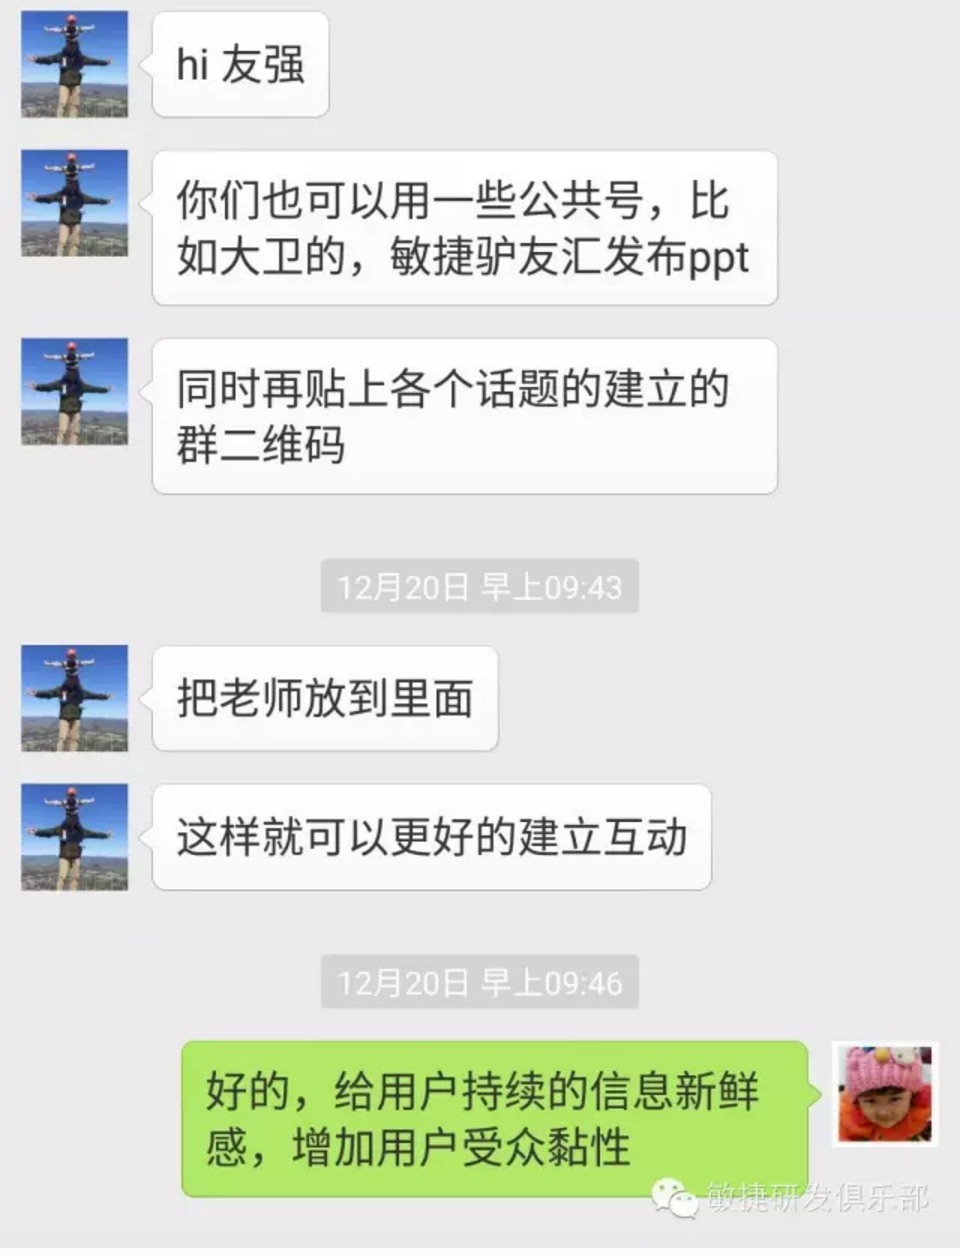 hi 友强
你们也可以用一些公共号，比
如大卫的，敏捷驴友汇发布ppt
同时再贴上各个话题的建立的
群二维码
12月20日 早上09:43
把老师放到里面
这样就可以更好的建立互动
12月20日 早上09:46
好的，给用户持续的信息新鲜
感，增加用户受众黏性
敏捷研发俱乐部